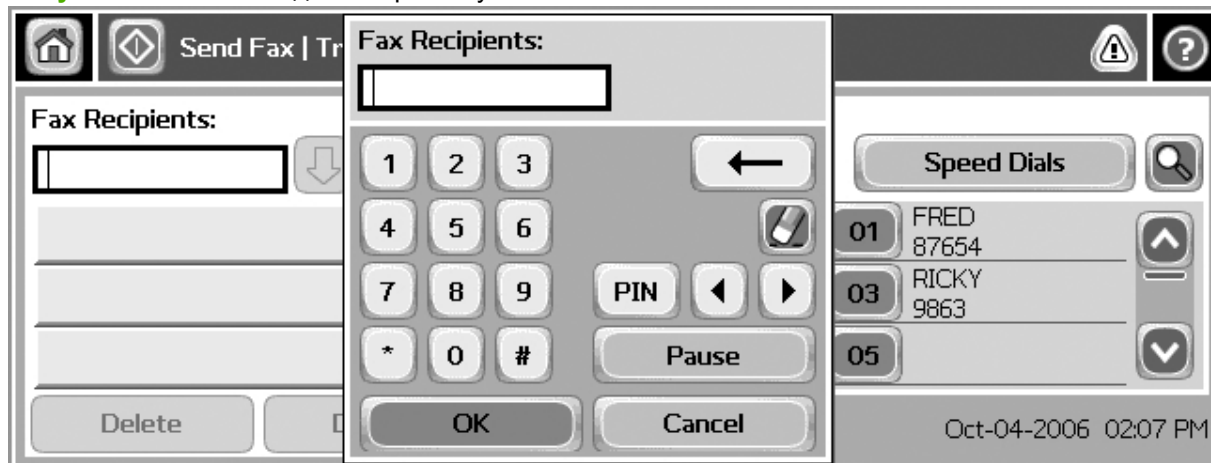 Send Fax | Tr
Fax Recipients:
Fax Recipients:
1 2 3
4 5 6
7 8 9 PIN
* 0 # Pause
OK Cancel
Speed Dials
01 FRED
87654
03 RICKY
9863
05
Delete
Oct-04-2006 02:07 PM